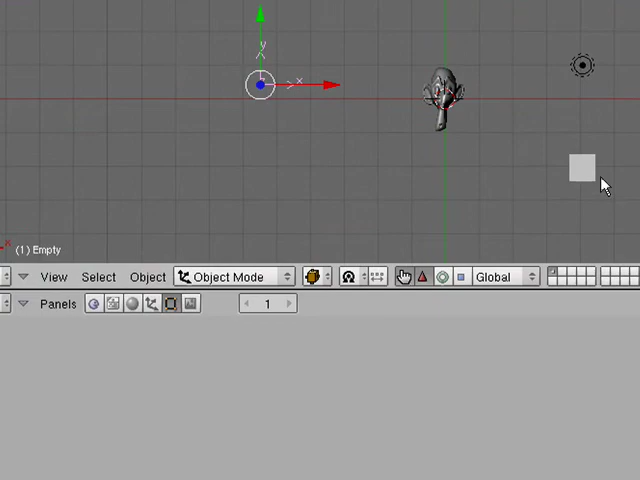 y
x
x
(1) Empty
View Select Object Object Mode Global
Panels 1